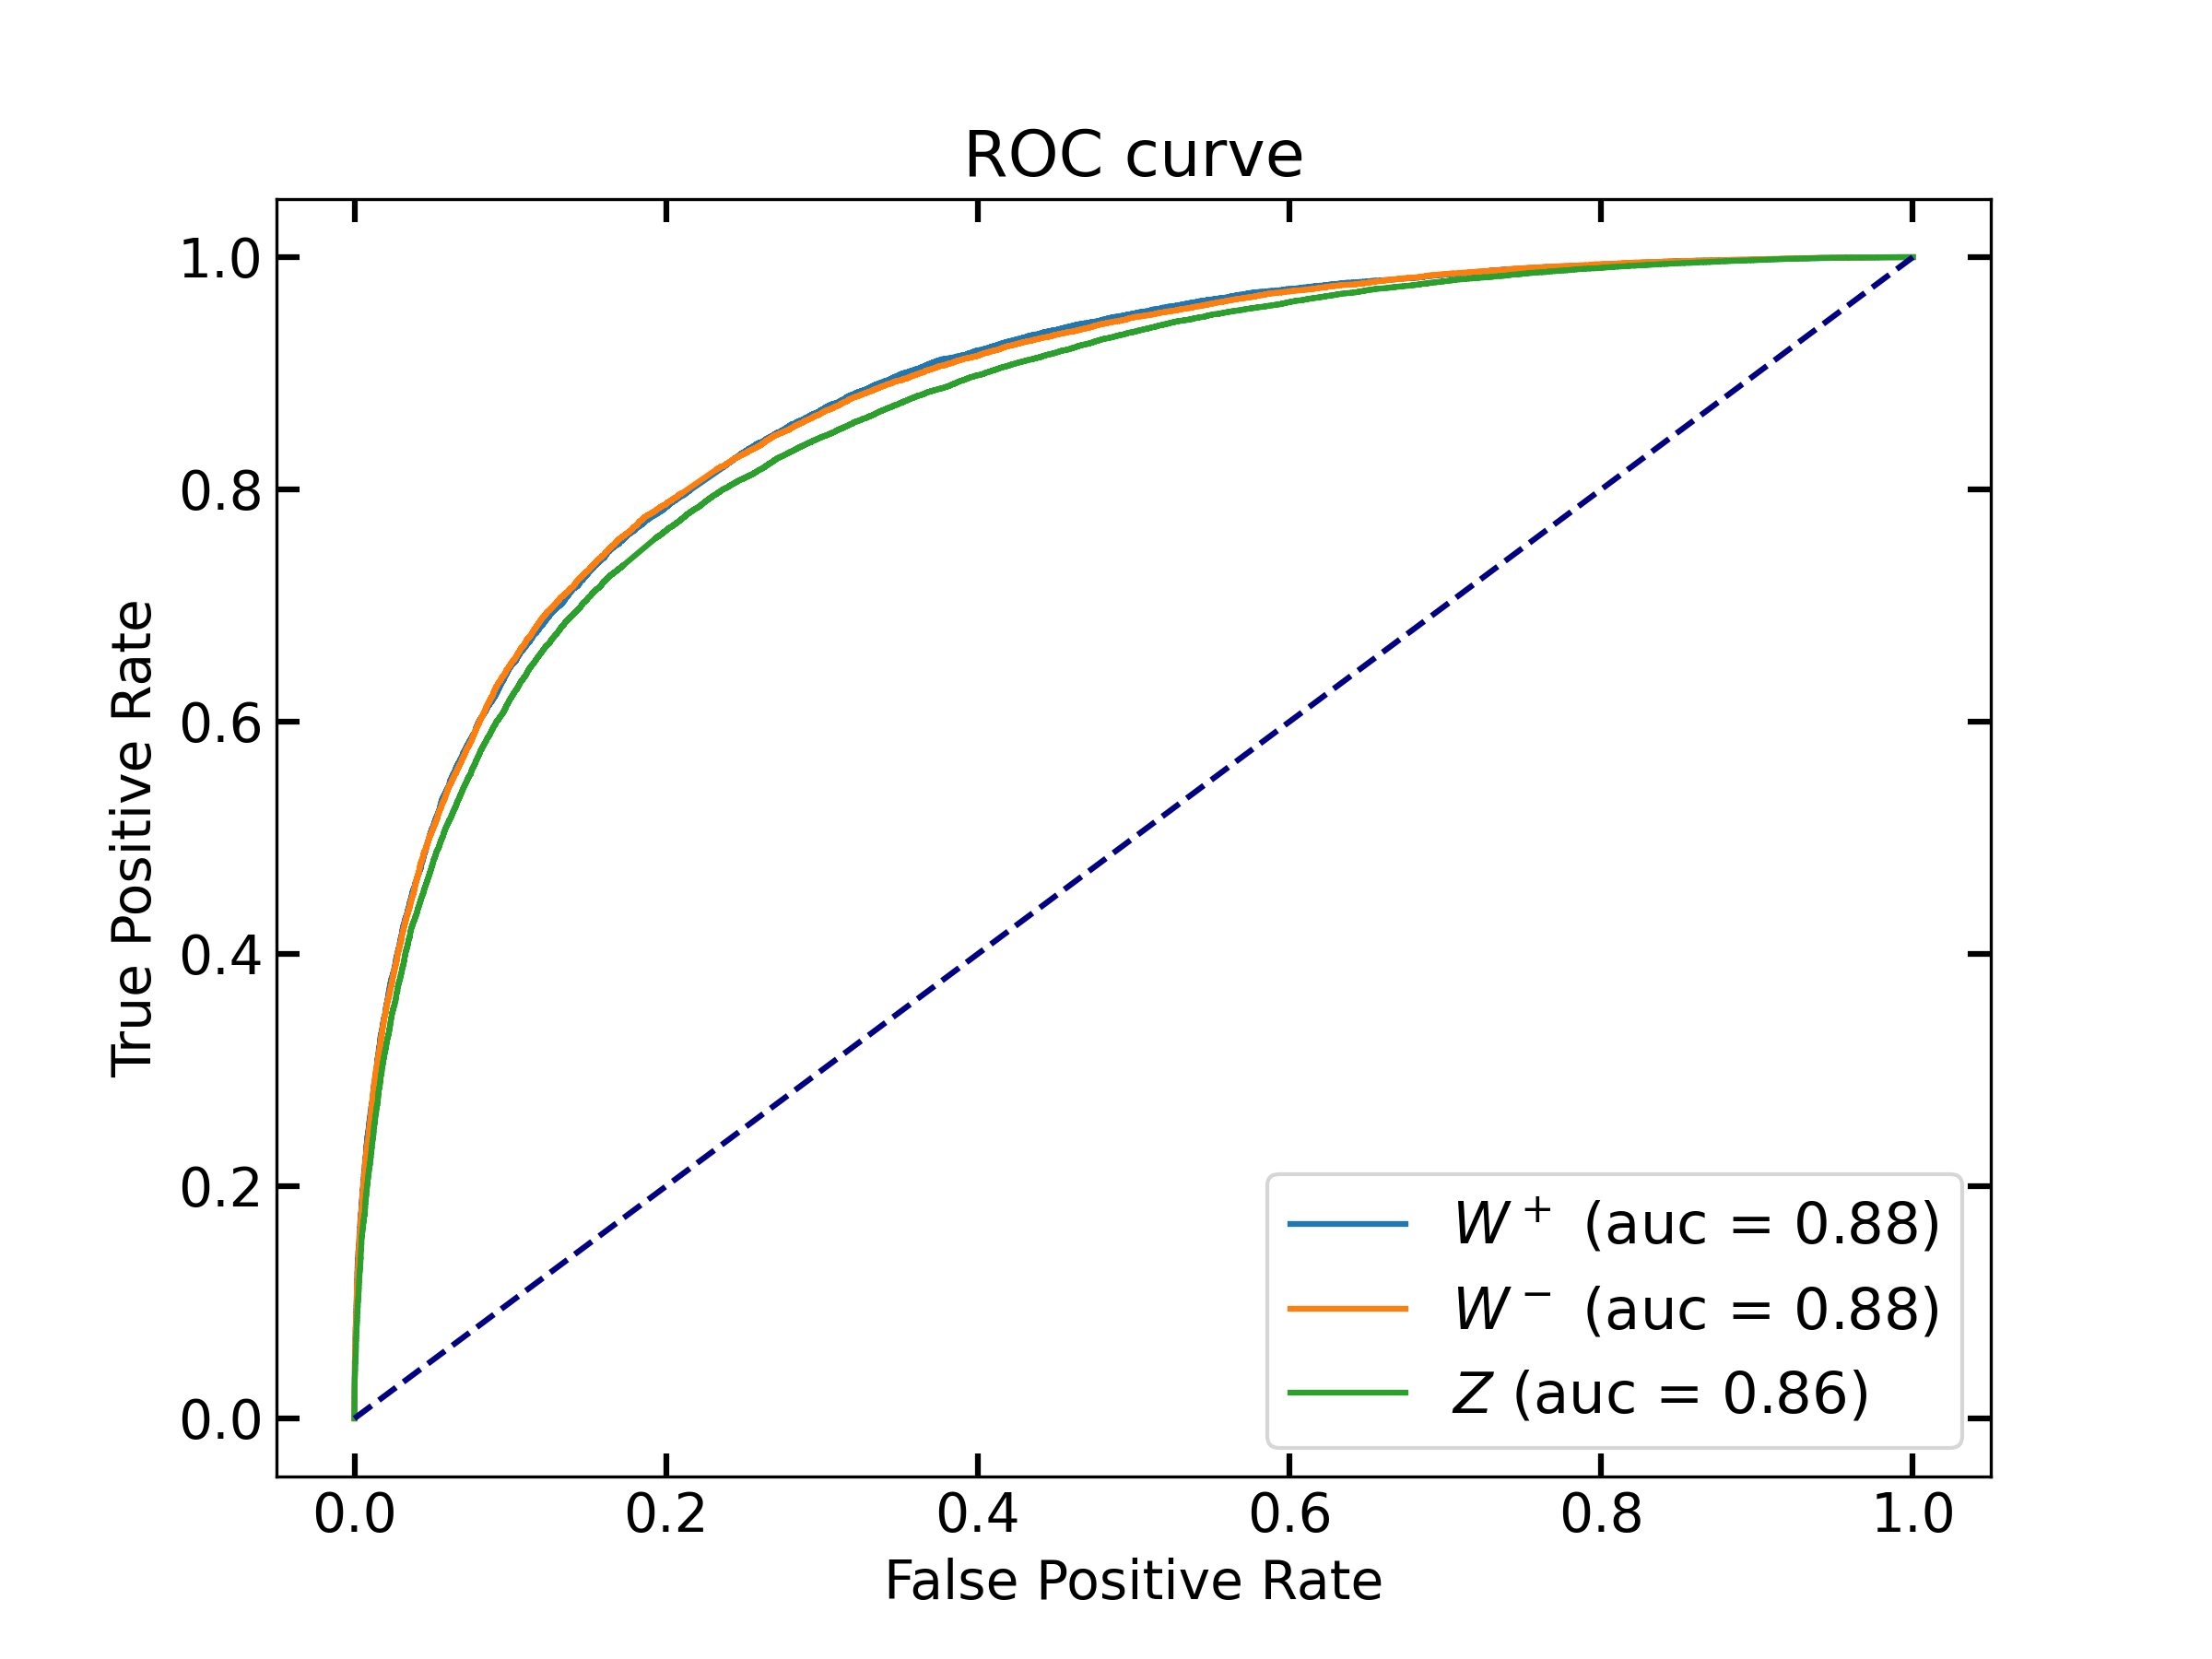 ROC curve
1.0
0.8
0.6
0.4
0.2
0.0
True Positive Rate
W⁺ (auc = 0.88)
W⁻ (auc = 0.88)
Z (auc = 0.86)
0.0 0.2 0.4 0.6 0.8 1.0
False Positive Rate